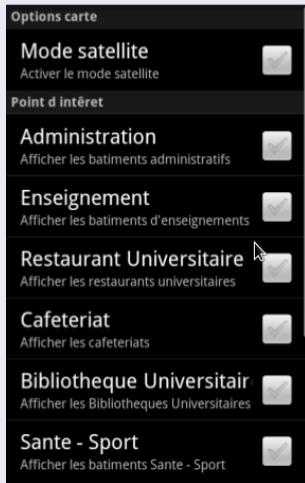 Options carte
Mode satellite
Activer le mode satellite
Point d intêret
Administration
Afficher les batiments administratifs
Enseignement
Afficher les batiments d'enseignements
Restaurant Universitaire
Afficher les restaurants universitaires
Cafeteriat
Afficher les cafeteriats
Bibliotheque Universitair
Afficher les Bibliotheques Universitaires
Sante - Sport
Afficher les batiments Sante - Sport